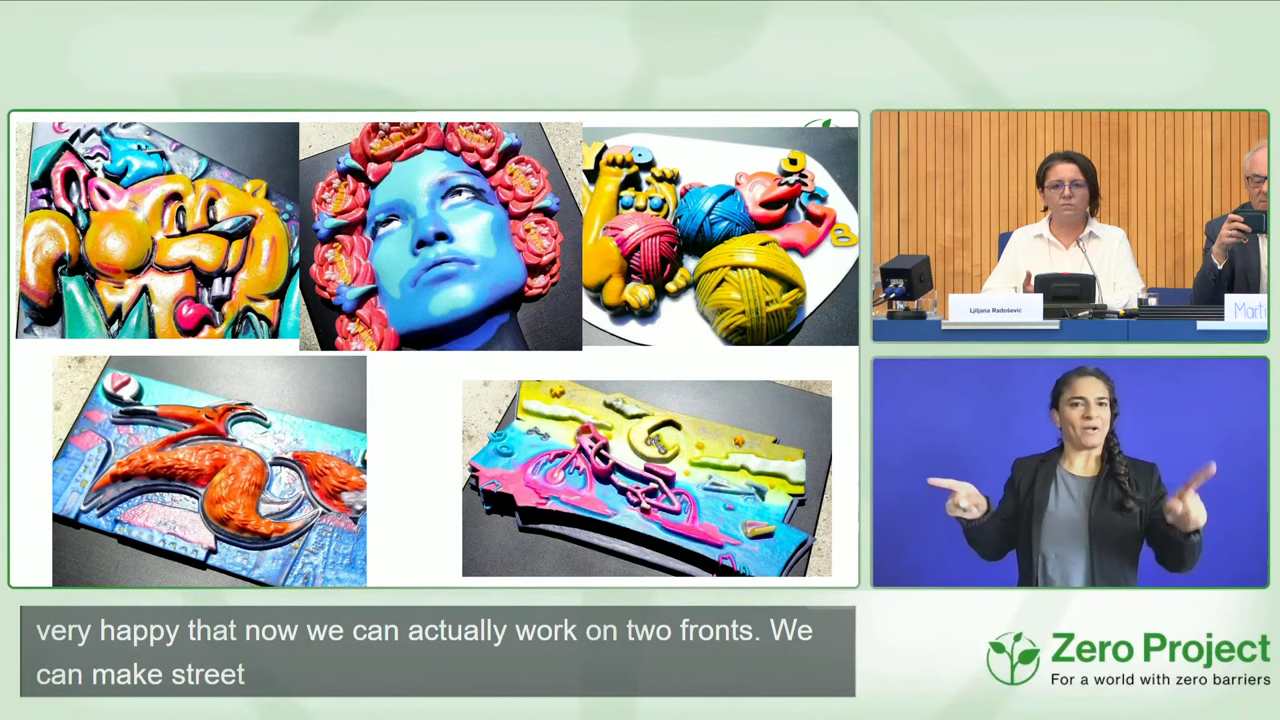 Ljiljana Radošević
Marti
very happy that now we can actually work on two fronts. We
can make street
Zero Project
For a world with zero barriers